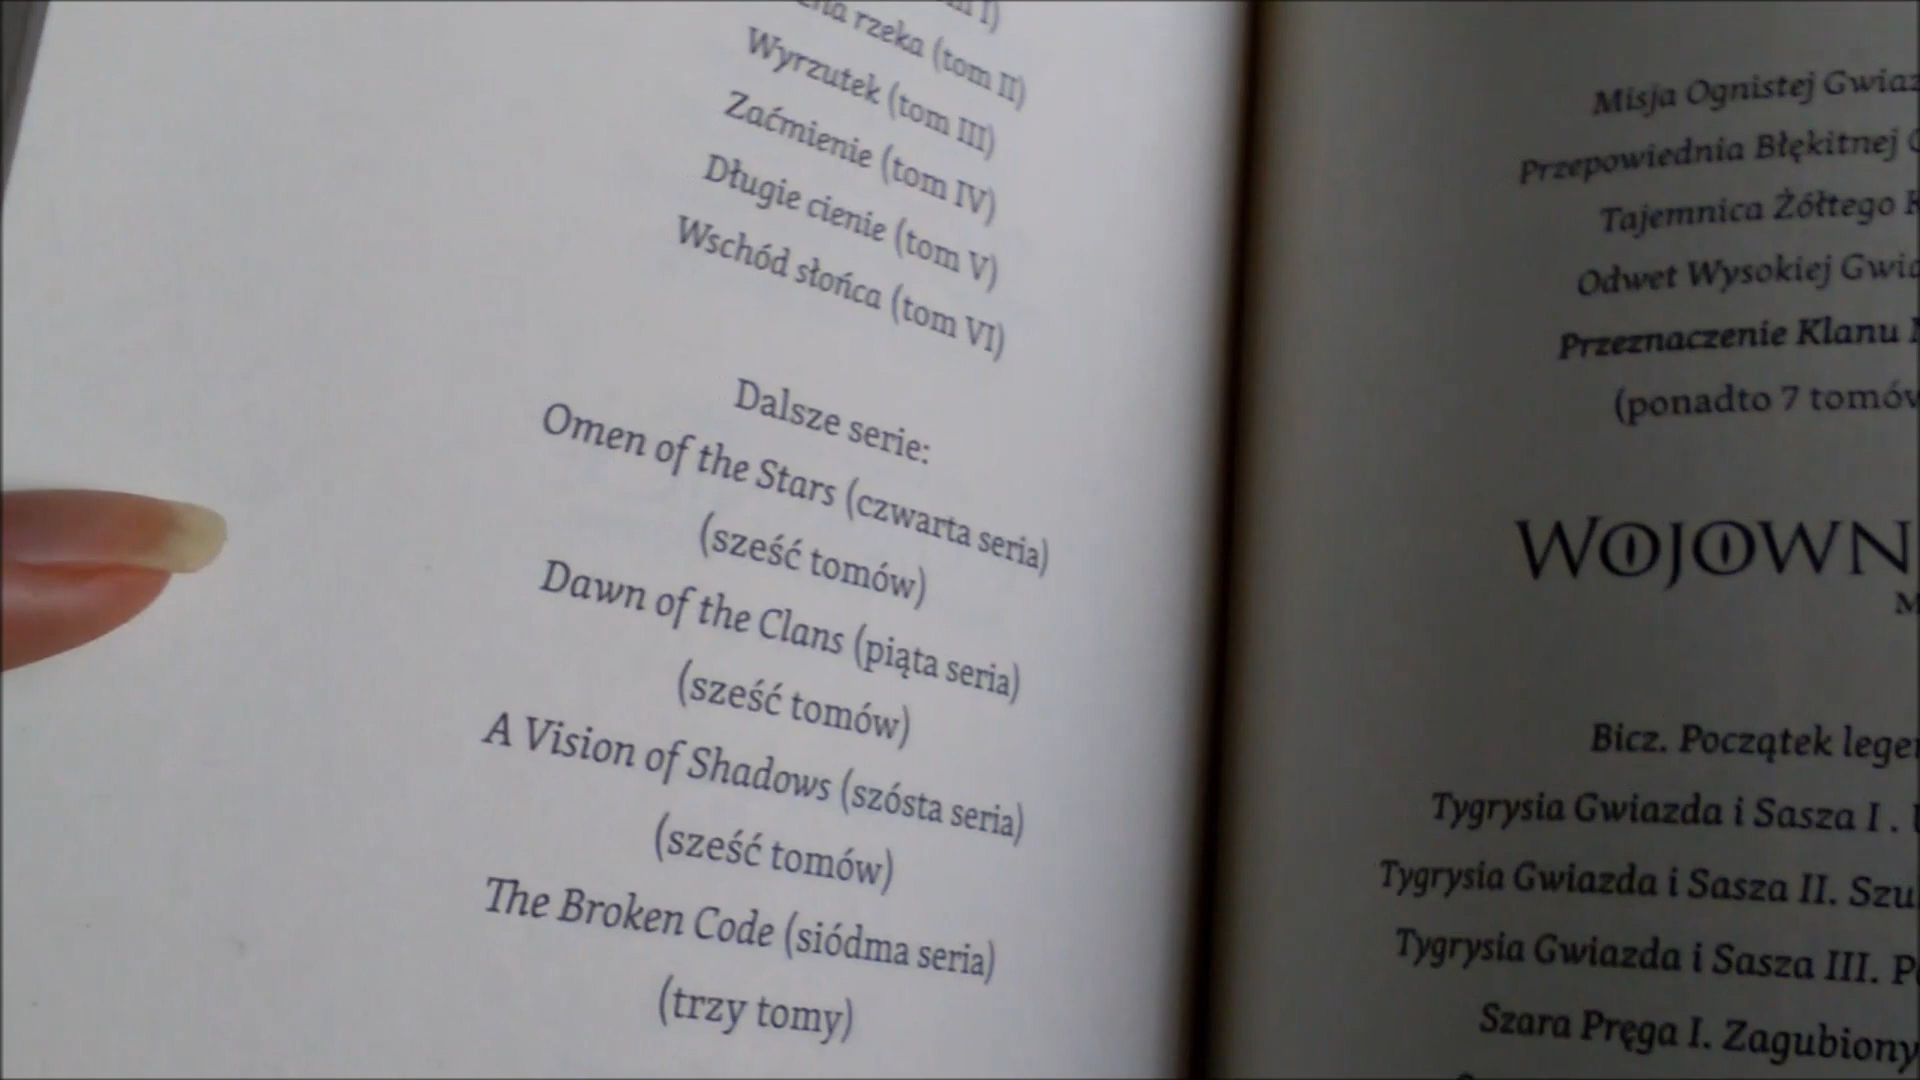 rzeka (tom II)
Wyrzutek (tom III)
Zaćmienie (tom IV)
Długie cienie (tom V)
Wschód słońca (tom VI)
Dalsze serie:
Omen of the Stars (czwarta seria)
(sześć tomów)
Dawn of the Clans (piąta seria)
(sześć tomów)
A Vision of Shadows (szósta seria)
(sześć tomów)
The Broken Code (siódma seria)
(trzy tomy)
Misja Ognistej
Przepowiednia Błękitnej
Tajemnica Żółtego
Odwet Wysokiej
Przeznaczenie Klanu
(ponadto 7 tomów
WOJOWN
Bicz. Początek
Tygrysia Gwiazda i Sasza I.
Tygrysia Gwiazda i Sasza II.
Tygrysia Gwiazda i Sasza III.
Szara Pręga I. Zagubiony